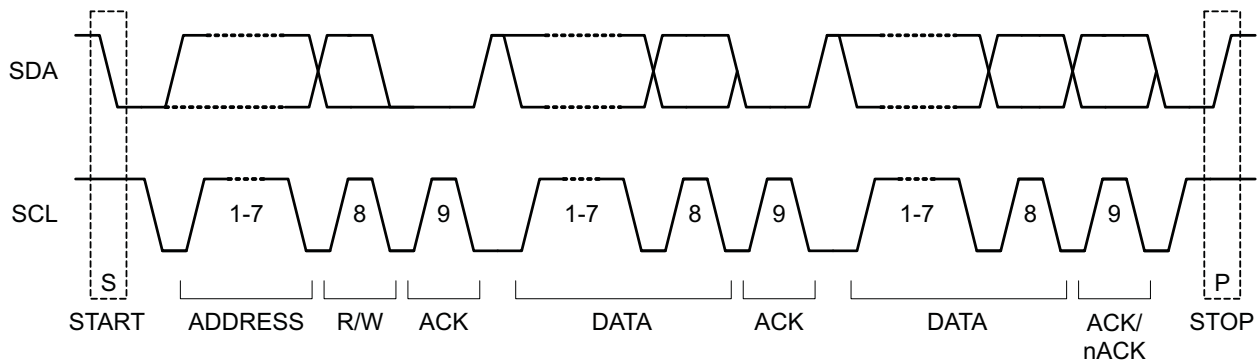 SDA
SCL
1-7 8 9 1-7 8 9 1-7 8 9
S P
START ADDRESS R/W ACK DATA ACK DATA ACK/ STOP
nACK